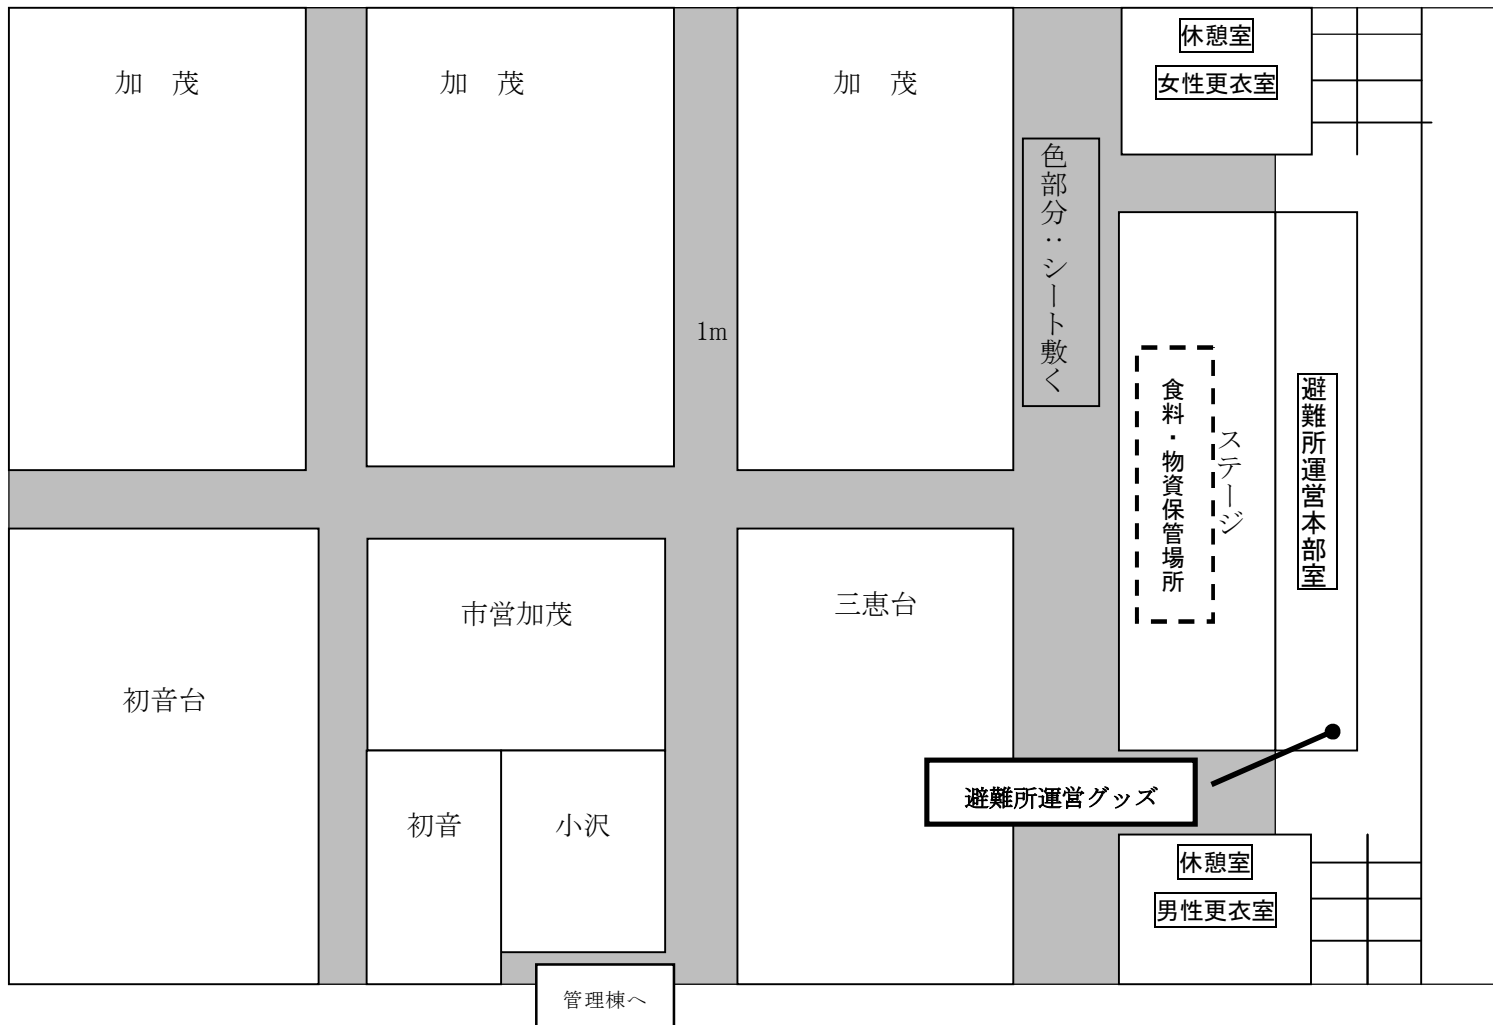 加　茂
加　茂
加　茂
休憩室
女性更衣室
色部分：シート敷く
1m
食料・物資保管場所
ステージ
避難所運営本部室
初音台
市営加茂
三恵台
初音
小沢
避難所運営グッズ
休憩室
男性更衣室
管理棟へ